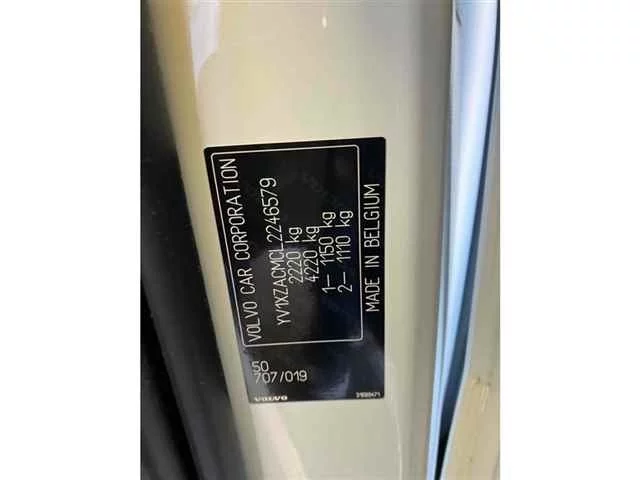 VOLVO CAR CORPORATION
YV1XZACMCL2246579
2220 kg
4220 kg
1– 1150 kg
2– 1110 kg
MADE IN BELGIUM
50
707/019
VOLVO